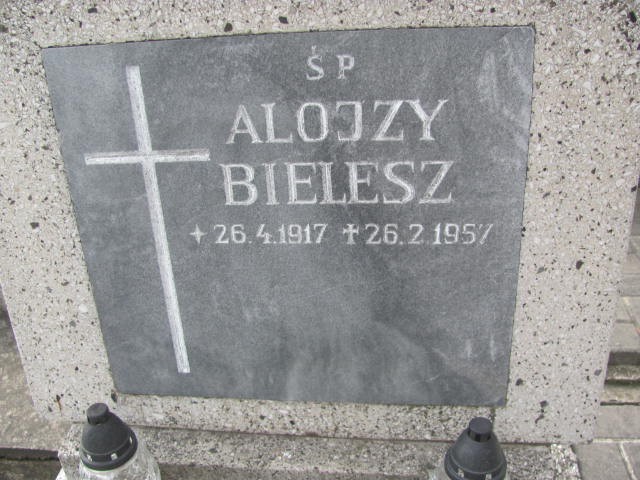 ŚP
ALOJZY
BIELESZ
+ 26.4.1917 ✝ 26.2.1957